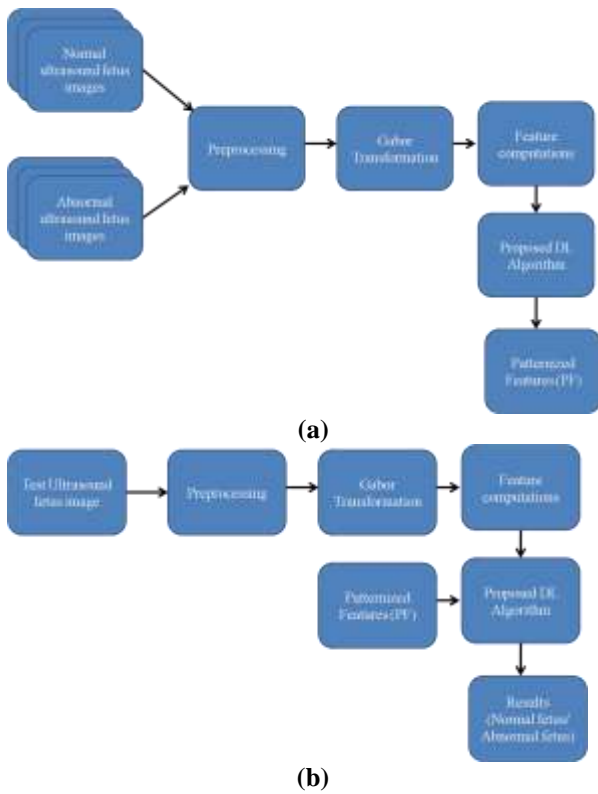 Normal
ultrasound fetus
images
Preprocessing
Gabor
Transformation
Feature
computations
Abnormal
ultrasound fetus
images
Proposed DL
Algorithm
Patternized
Features (PF)
(a)
Test Ultrasound
fetus image
Preprocessing
Gabor
Transformation
Feature
computations
Patternized
Features (PF)
Proposed DL
Algorithm
Results
(Normal fetus/
Abnormal fetus)
(b)